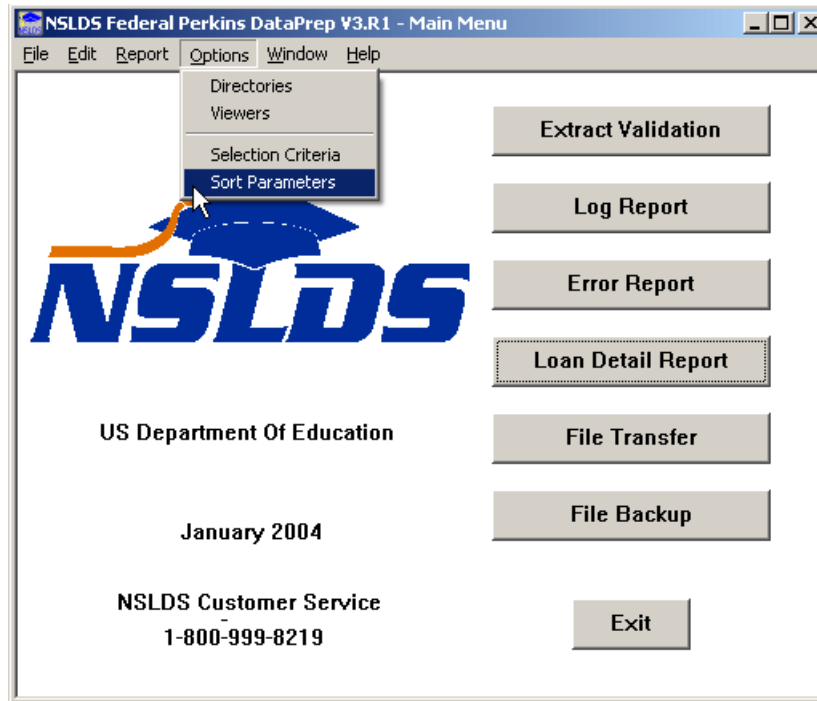 NSLDS Federal Perkins DataPrep V3.R1 - Main Menu
File Edit Report Options Window Help
Directories
Viewers
Selection Criteria
Sort Parameters
NSLDS
US Department Of Education
January 2004
NSLDS Customer Service
1-800-999-8219
Extract Validation
Log Report
Error Report
Loan Detail Report
File Transfer
File Backup
Exit